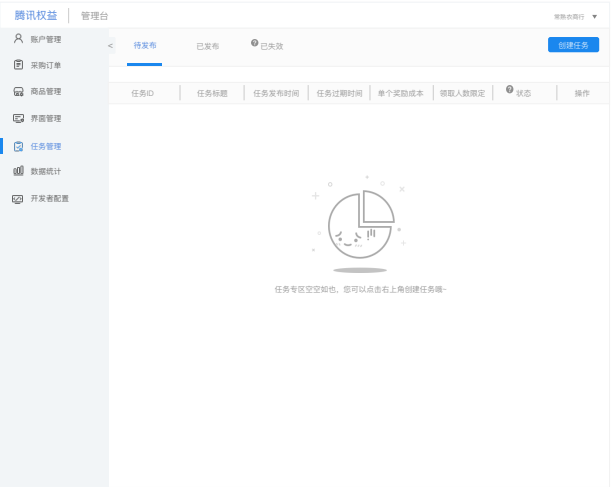 腾讯权益 管理台
账户管理
采购订单
商品管理
界面管理
任务管理
数据统计
开发者配置
待发布 已发布 已失效
创建任务
任务ID 任务标题 任务发布时间 任务过期时间 单个奖励成本 领取人数限定 状态 操作
任务专区空空如也，您可以点击右上角创建任务哦~